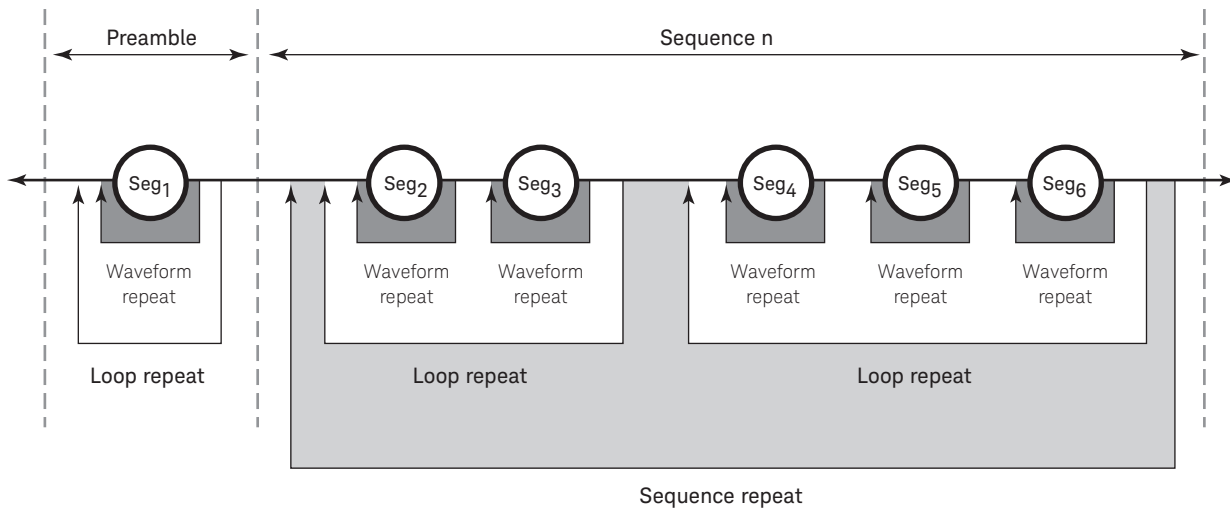 Preamble
Sequence n
Seg1
Seg2
Seg3
Seg4
Seg5
Seg6
Waveform
repeat
Waveform
repeat
Waveform
repeat
Waveform
repeat
Waveform
repeat
Waveform
repeat
Loop repeat
Loop repeat
Loop repeat
Sequence repeat